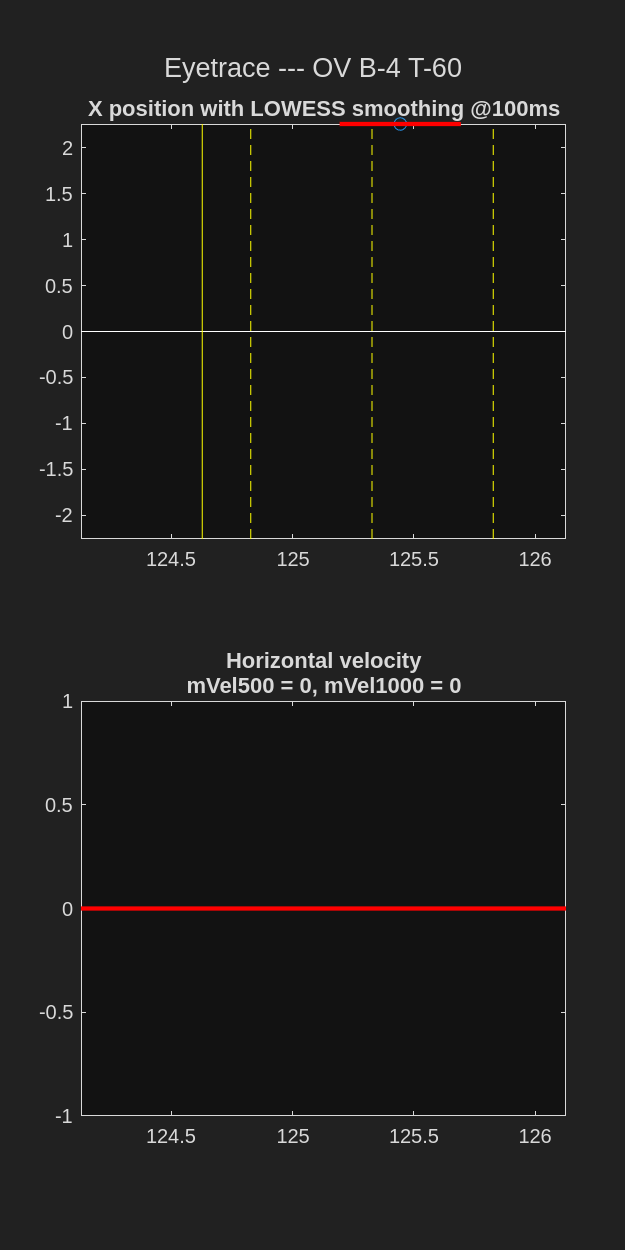 Eyetrace --- OV B-4 T-60
X position with LOWESS smoothing @100ms
2
1.5
1
0.5
0
-0.5
-1
-1.5
-2
124.5 125 125.5 126
Horizontal velocity
mVel500 = 0, mVel1000 = 0
1
0.5
0
-0.5
-1
124.5 125 125.5 126